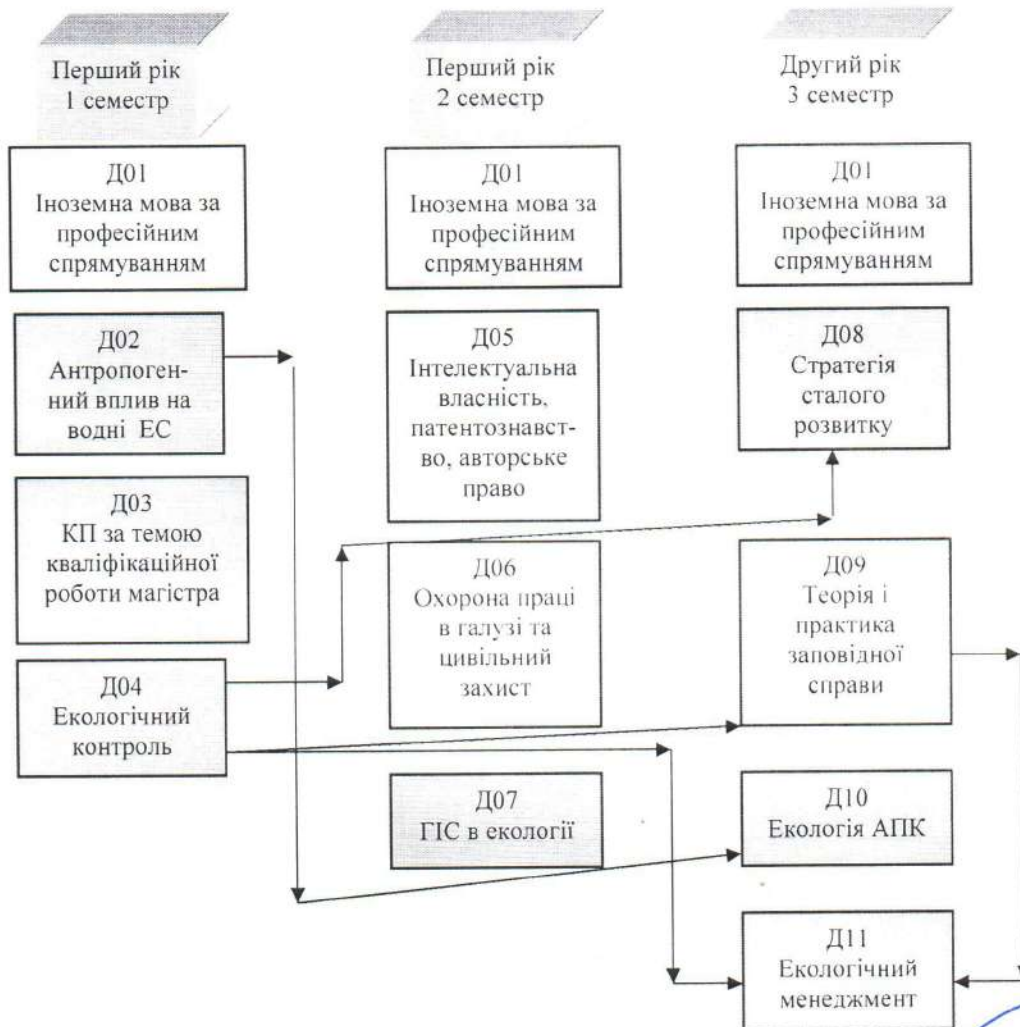 Перший рік
1 семестр
Перший рік
2 семестр
Другий рік
3 семестр
Д01
Іноземна мова за
професійним
спрямуванням
Д01
Іноземна мова за
професійним
спрямуванням
Д01
Іноземна мова за
професійним
спрямуванням
Д02
Антропоген-
ний вплив на
водні ЕС
Д05
Інтелектуальна
власність,
патентознавст-
во, авторське
право
Д08
Стратегія
сталого
розвитку
Д03
КП за темою
кваліфікаційної
роботи магістра
Д06
Охорона праці
в галузі та
цивільний
захист
Д09
Теорія і
практика
заповідної
справи
Д04
Екологічний
контроль
Д07
ГІС в екології
Д10
Екологія АПК
Д11
Екологічний
менеджмент